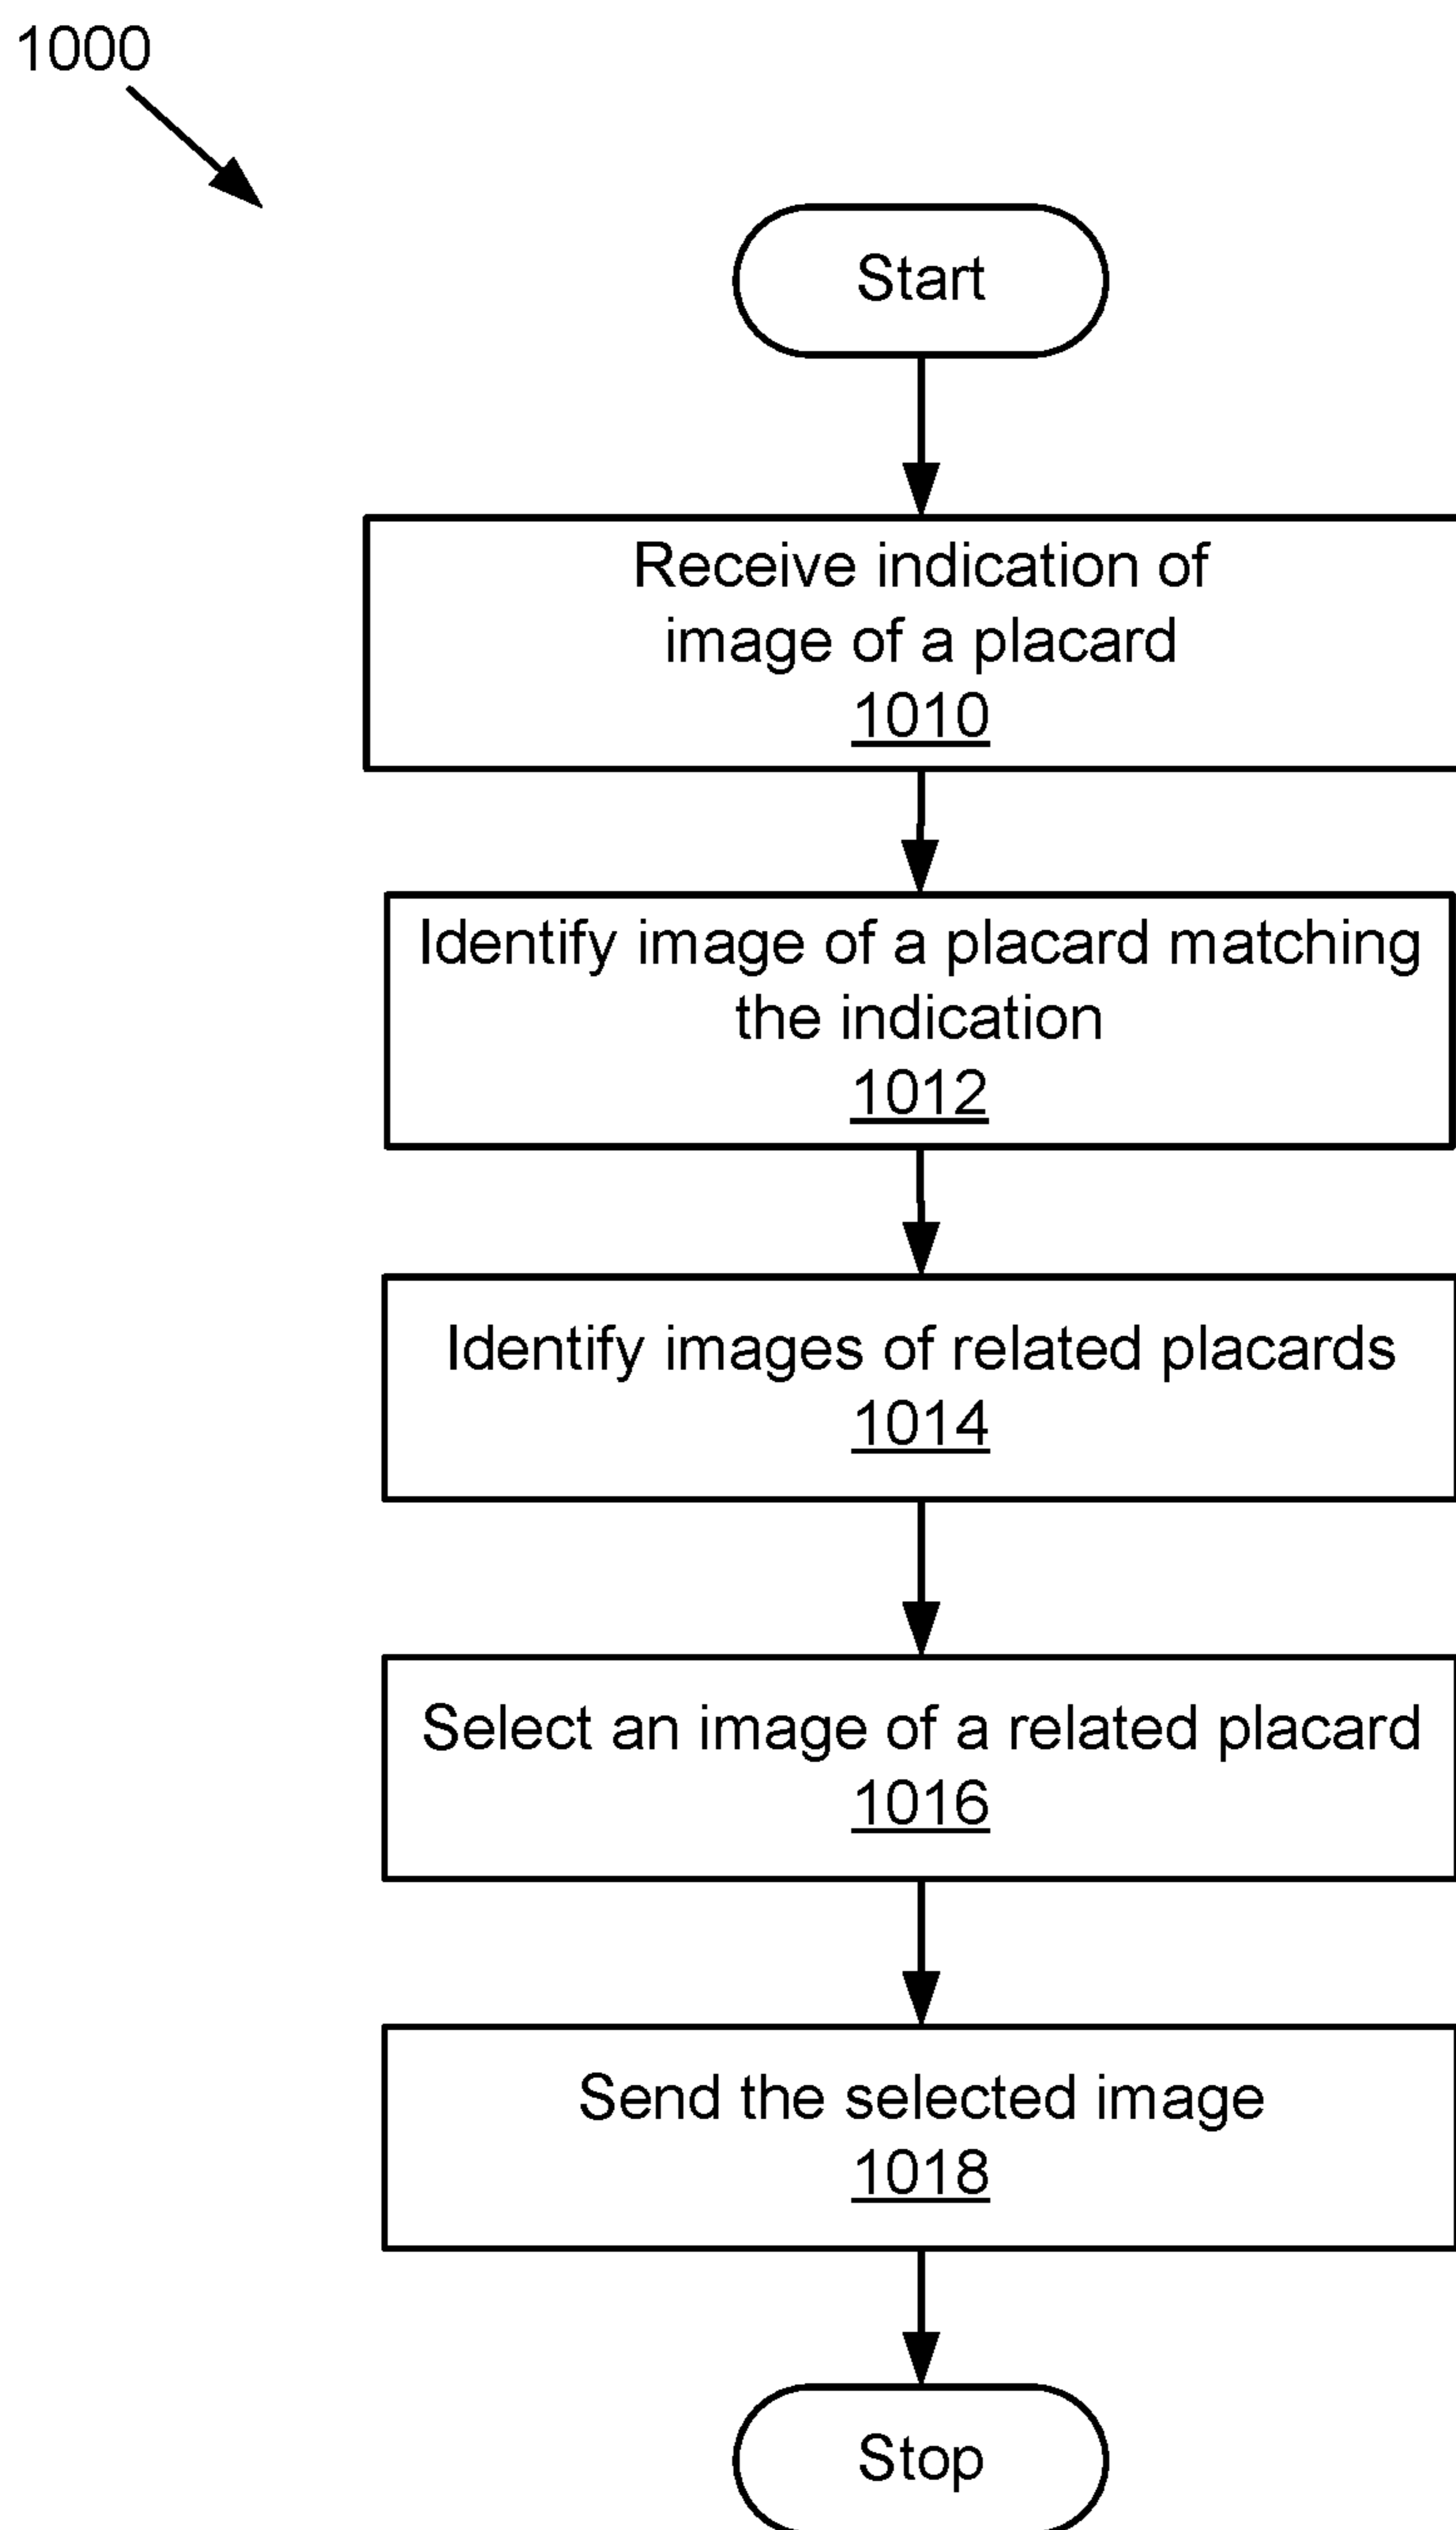 1000
Start
Receive indication of
image of a placard
1010
Identify image of a placard matching
the indication
1012
Identify images of related placards
1014
Select an image of a related placard
1016
Send the selected image
1018
Stop